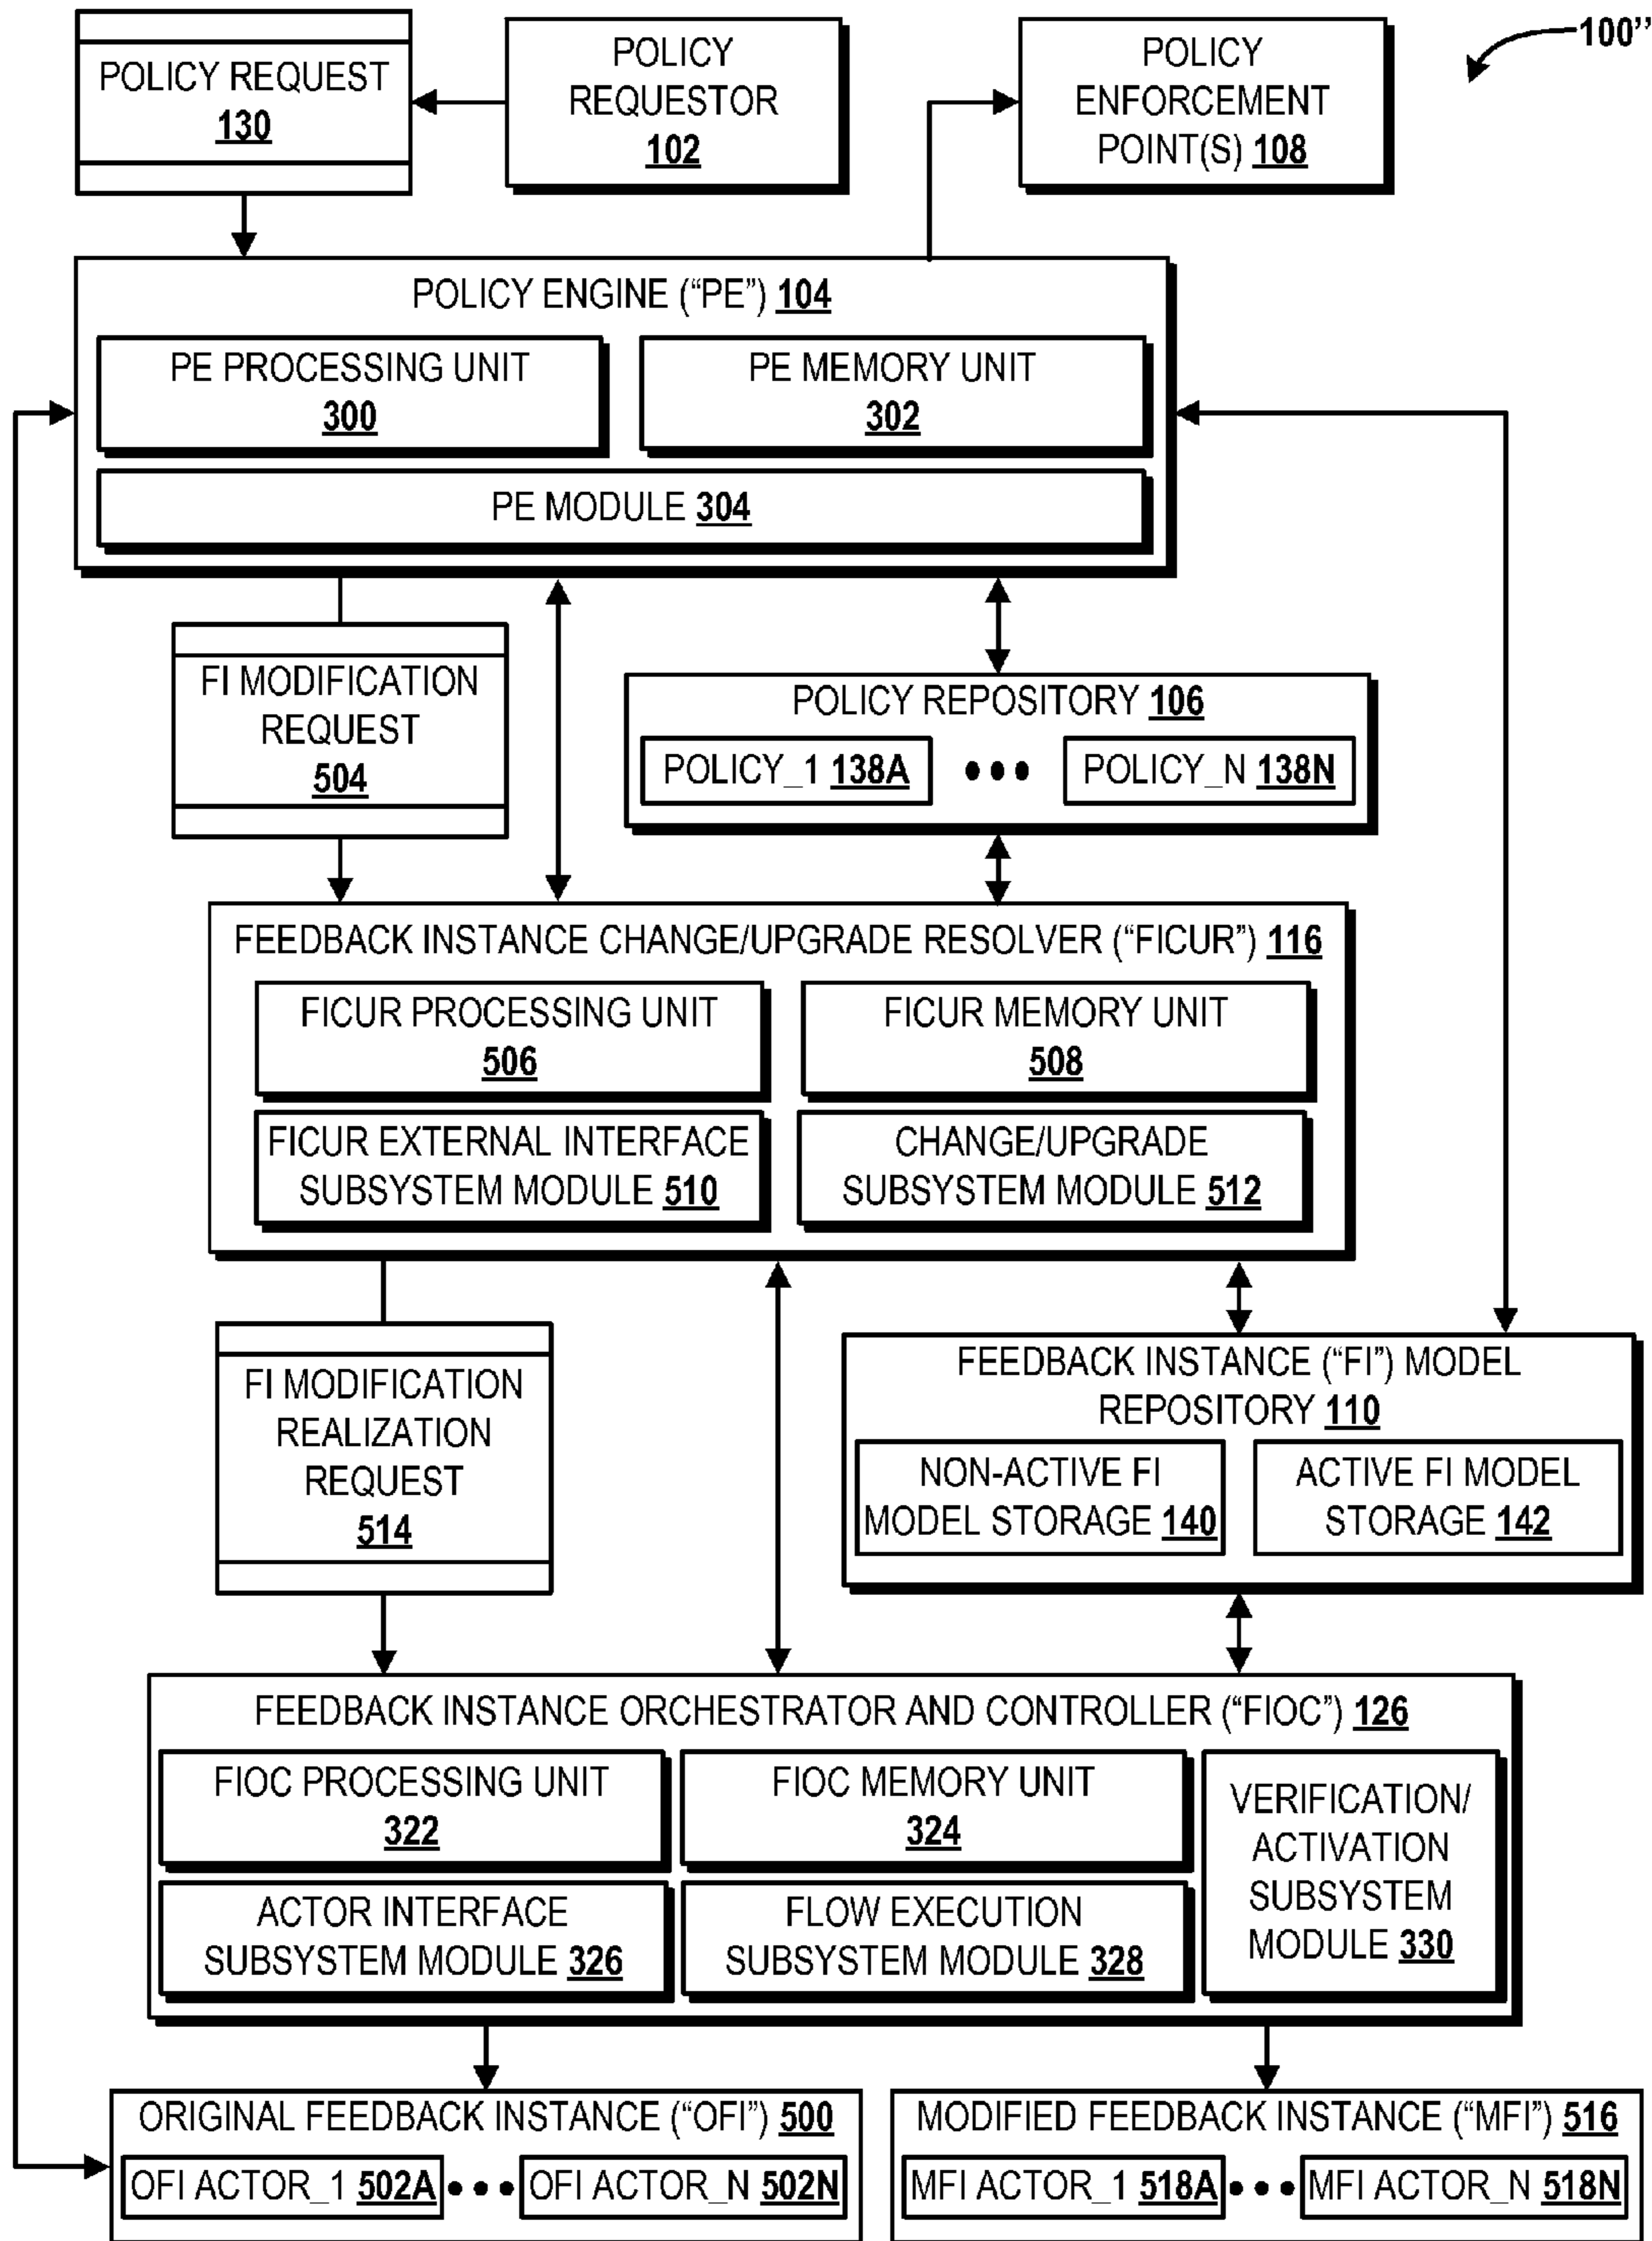 100’’
POLICY REQUEST
130
POLICY
REQUESTOR
102
POLICY
ENFORCEMENT
POINT(S) 108
POLICY ENGINE (“PE”) 104
PE PROCESSING UNIT
300
PE MEMORY UNIT
302
PE MODULE 304
FI MODIFICATION
REQUEST
504
POLICY REPOSITORY 106
POLICY_1 138A
POLICY_N 138N
FEEDBACK INSTANCE CHANGE/UPGRADE RESOLVER (“FICUR”) 116
FICUR PROCESSING UNIT
506
FICUR MEMORY UNIT
508
FICUR EXTERNAL INTERFACE
SUBSYSTEM MODULE 510
CHANGE/UPGRADE
SUBSYSTEM MODULE 512
FI MODIFICATION
REALIZATION
REQUEST
514
FEEDBACK INSTANCE (“FI”) MODEL
REPOSITORY 110
NON-ACTIVE FI
MODEL STORAGE 140
ACTIVE FI MODEL
STORAGE 142
FEEDBACK INSTANCE ORCHESTRATOR AND CONTROLLER (“FIOC”) 126
FIOC PROCESSING UNIT
322
FIOC MEMORY UNIT
324
VERIFICATION/
ACTIVATION
SUBSYSTEM
MODULE 330
ACTOR INTERFACE
SUBSYSTEM MODULE 326
FLOW EXECUTION
SUBSYSTEM MODULE 328
ORIGINAL FEEDBACK INSTANCE (“OFI”) 500
OFI ACTOR_1 502A
OFI ACTOR_N 502N
MODIFIED FEEDBACK INSTANCE (“MFI”) 516
MFI ACTOR_1 518A
MFI ACTOR_N 518N